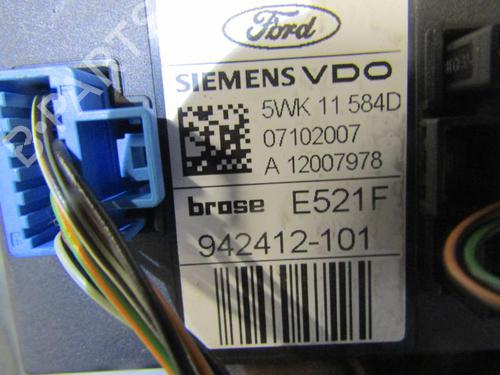 Ford
SIEMENS VDO
5WK 11 584D
07102007
A 12007978
brose E521F
942412-101